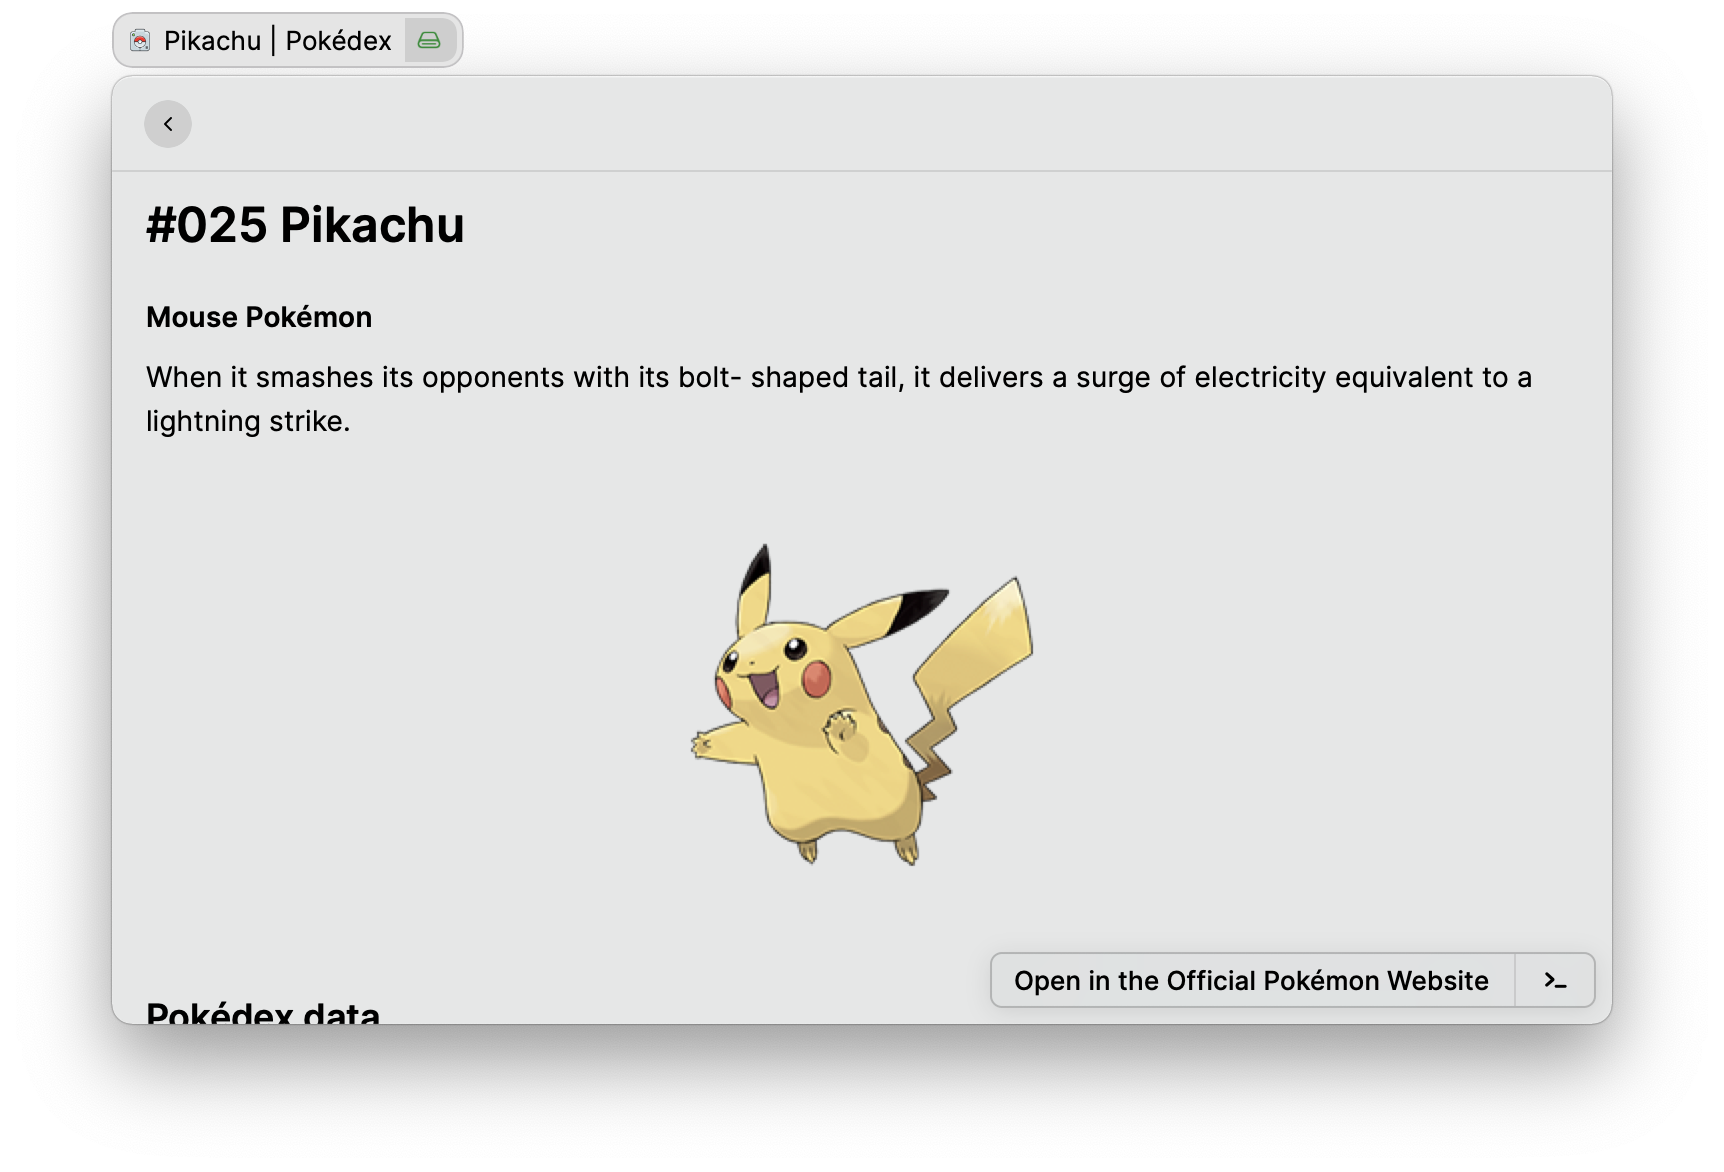 Pikachu | Pokédex
#025 Pikachu
Mouse Pokémon
When it smashes its opponents with its bolt- shaped tail, it delivers a surge of electricity equivalent to a
lightning strike.
Open in the Official Pokémon Website
Pokédex data